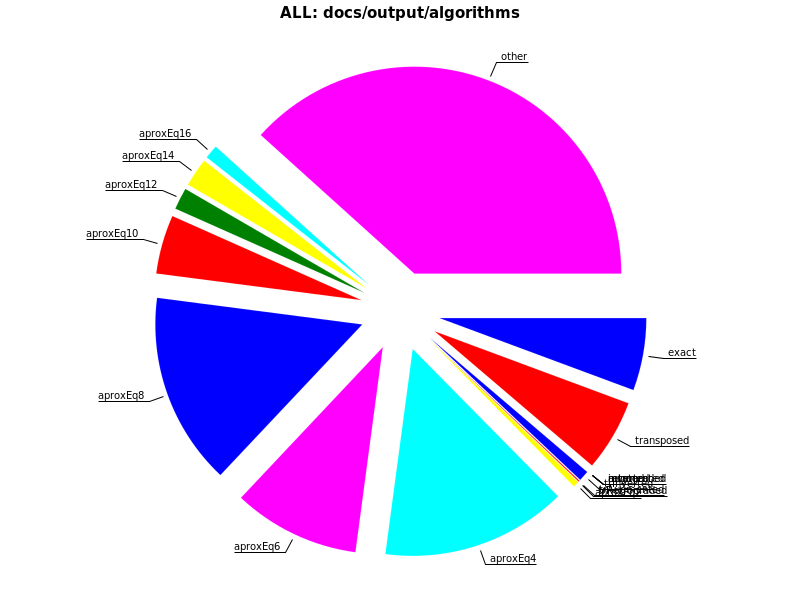 ALL: docs/output/algorithms
other
aproxEq16
aproxEq14
aproxEq12
aproxEq10
exact
aproxEq8
transposed
aproxEq6
aproxEq4